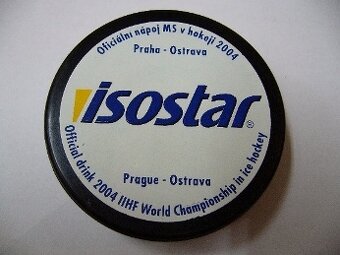 Oficiální nápoj MS v hokeji 2004
Praha - Ostrava
isostar®
Prague - Ostrava
Official drink 2004 IIHF World Championship in ice hockey